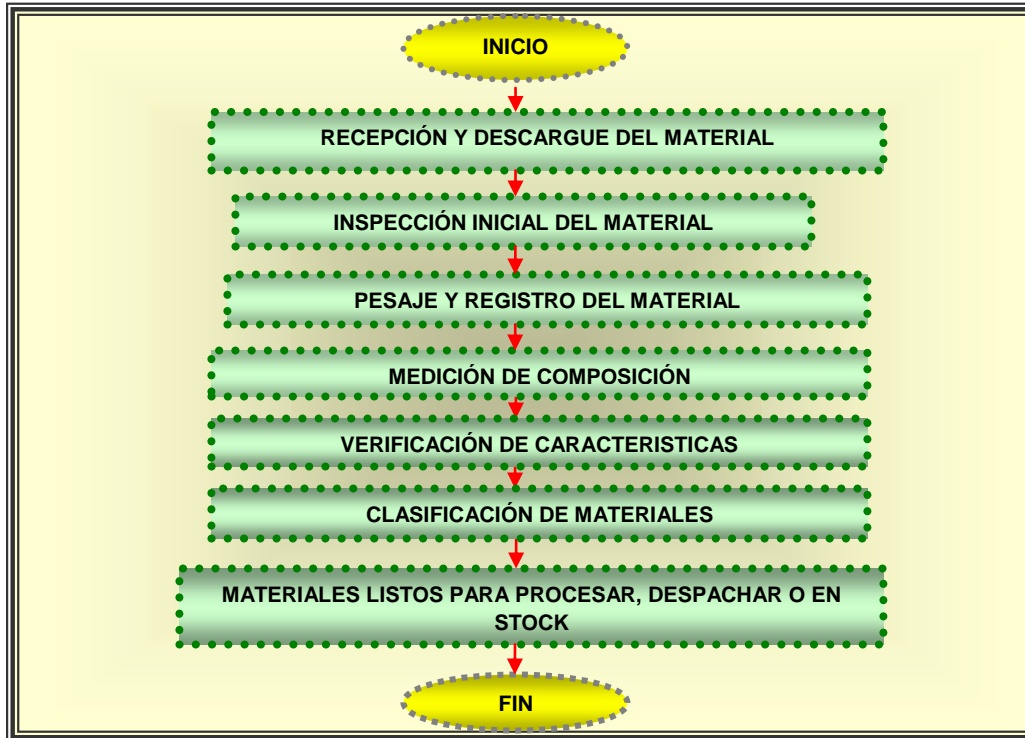 INICIO
RECEPCIÓN Y DESCARGUE DEL MATERIAL
INSPECCIÓN INICIAL DEL MATERIAL
PESAJE Y REGISTRO DEL MATERIAL
MEDICIÓN DE COMPOSICIÓN
VERIFICACIÓN DE CARACTERISTICAS
CLASIFICACIÓN DE MATERIALES
MATERIALES LISTOS PARA PROCESAR, DESPACHAR O EN
STOCK
FIN